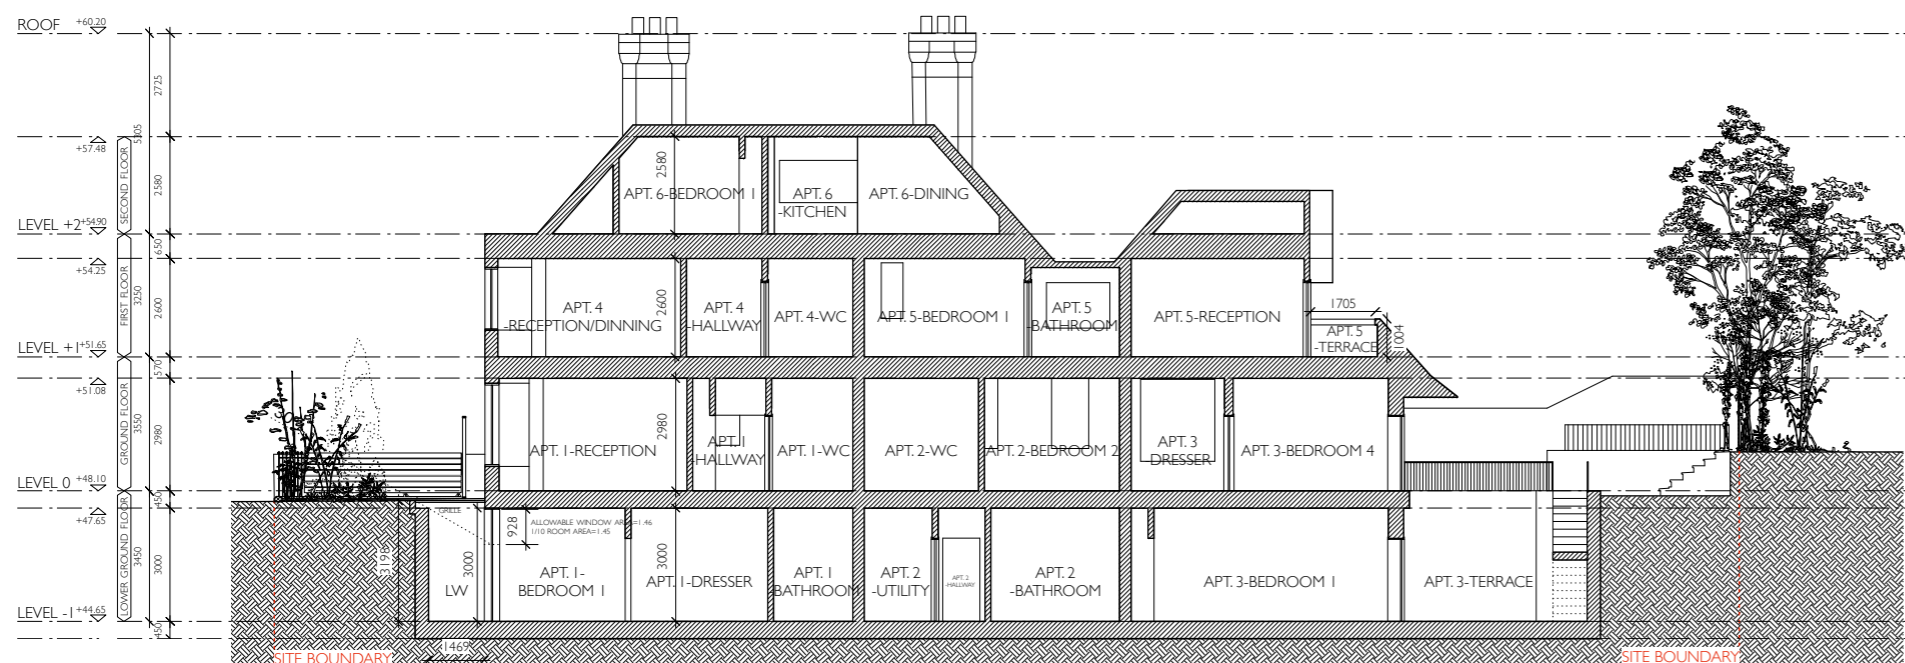 ROOF +60.20
2725
5305
+57.48
SECOND FLOOR
2580
2580
APT. 6-BEDROOM 1
APT. 6
-KITCHEN
APT. 6-DINING
LEVEL +2 +54.90
650
+54.25
FIRST FLOOR
3250
2600
2600
APT. 4
-RECEPTION/DINNING
APT. 4
-HALLWAY
APT. 4-WC
APT. 5-BEDROOM 1
APT. 5
-BATHROOM
APT. 5-RECEPTION
1705
APT. 5
-TERRACE
1004
LEVEL +1 +51.65
570
+51.08
GROUND FLOOR
3550
2980
2980
APT. 1-RECEPTION
APT. 1
-HALLWAY
APT. 1-WC
APT. 2-WC
APT. 2-BEDROOM 2
APT. 3
-DRESSER
APT. 3-BEDROOM 4
LEVEL 0 +48.10
450
+47.65
GRILLE
ALLOWABLE WINDOW AREA=1.46
1/10 ROOM AREA=1.45
928
LOWER GROUND FLOOR
3450
3000
3198
3000
3000
LW
APT. 1-
BEDROOM 1
APT. 1-DRESSER
APT. 1
-BATHROOM
APT. 2
-UTILITY
APT. 2
-HALLWAY
APT. 2
-BATHROOM
APT. 3-BEDROOM 1
APT. 3-TERRACE
LEVEL -1 +44.65
450
1469
SITE BOUNDARY
SITE BOUNDARY